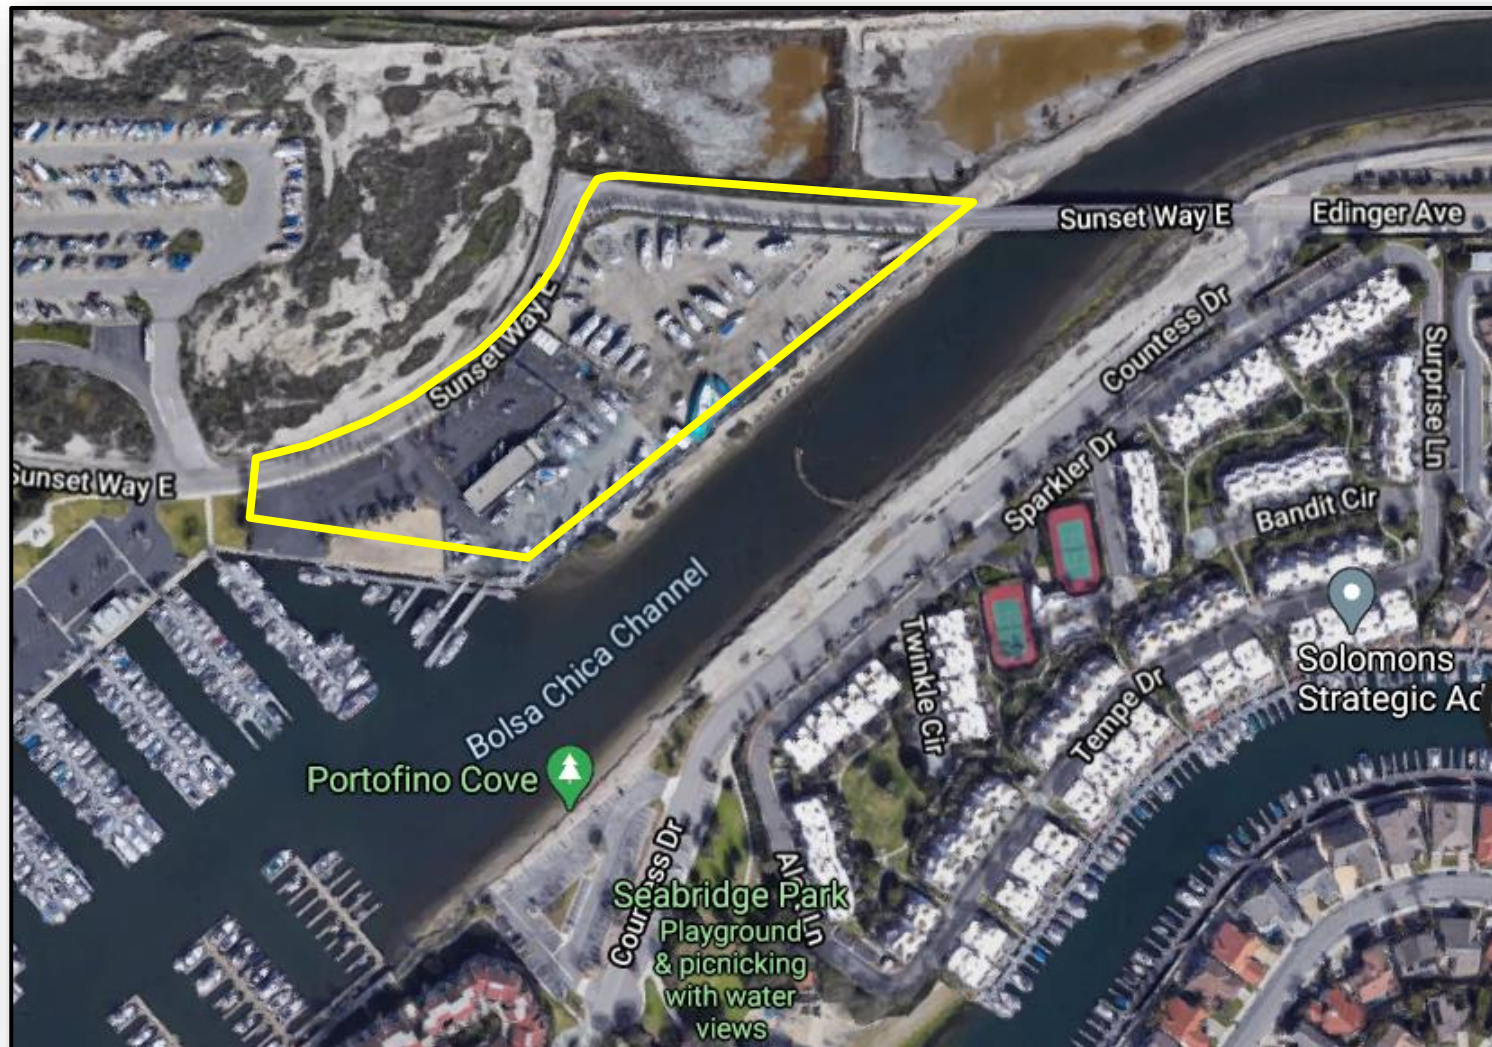 Sunset Way E
Edinger Ave
Sunset Way E
Countess Dr
Surprise Ln
Sunset Way E
Sparkler Dr
Bandit Cir
Bolsa Chica Channel
Twinkle Cir
Solomons
Strategic Ad
Tempe Dr
Portofino Cove
Countess Dr
Seabridge Park
Playground
& picnicking
with water
views